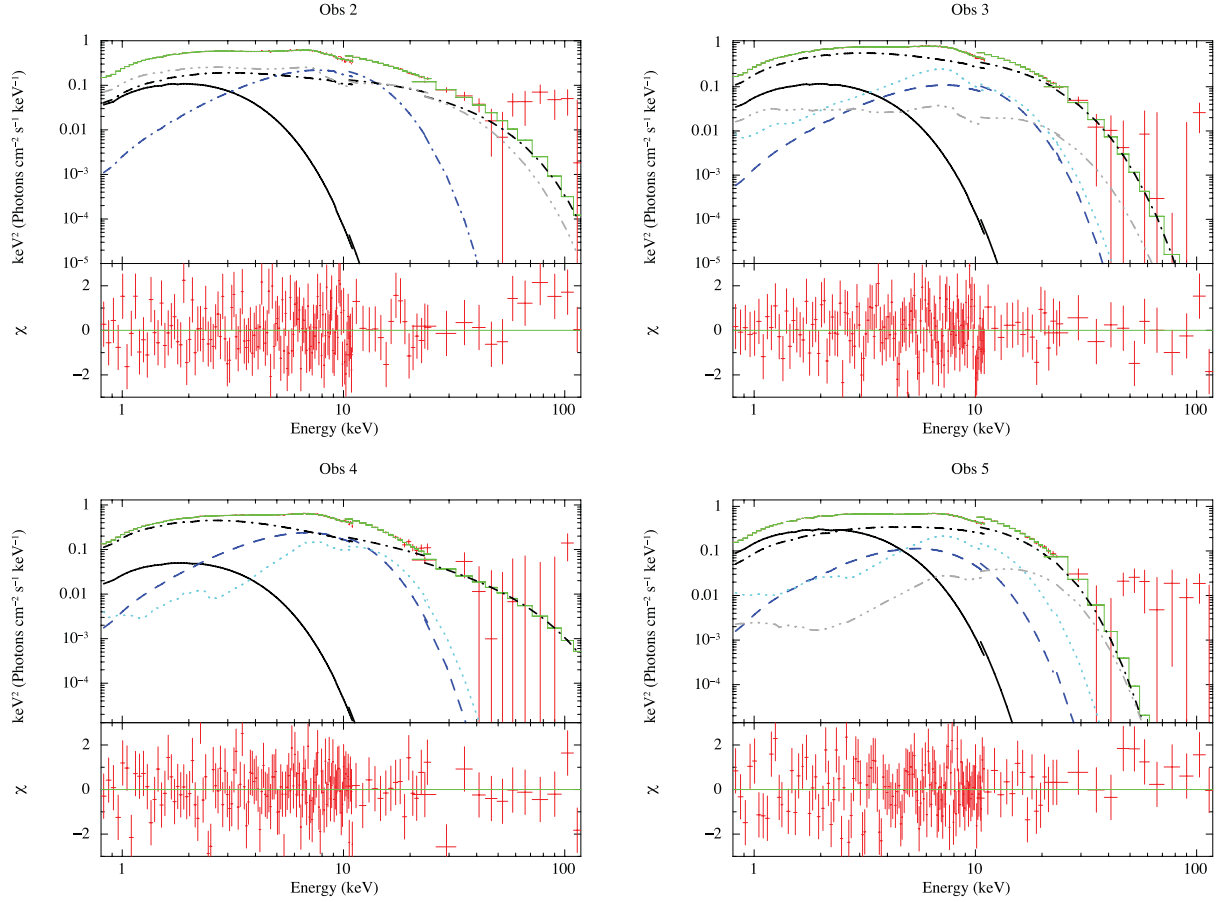 Obs 2
keV² (Photons cm⁻² s⁻¹ keV⁻¹)
1
0.1
0.01
10⁻³
10⁻⁴
10⁻⁵
χ
2
0
−2
1
10
100
Energy (keV)
Obs 3
keV² (Photons cm⁻² s⁻¹ keV⁻¹)
1
0.1
0.01
10⁻³
10⁻⁴
10⁻⁵
χ
2
0
−2
1
10
100
Energy (keV)
Obs 4
keV² (Photons cm⁻² s⁻¹ keV⁻¹)
1
0.1
0.01
10⁻³
10⁻⁴
χ
2
0
−2
1
10
100
Energy (keV)
Obs 5
keV² (Photons cm⁻² s⁻¹ keV⁻¹)
1
0.1
0.01
10⁻³
10⁻⁴
χ
2
0
−2
1
10
100
Energy (keV)